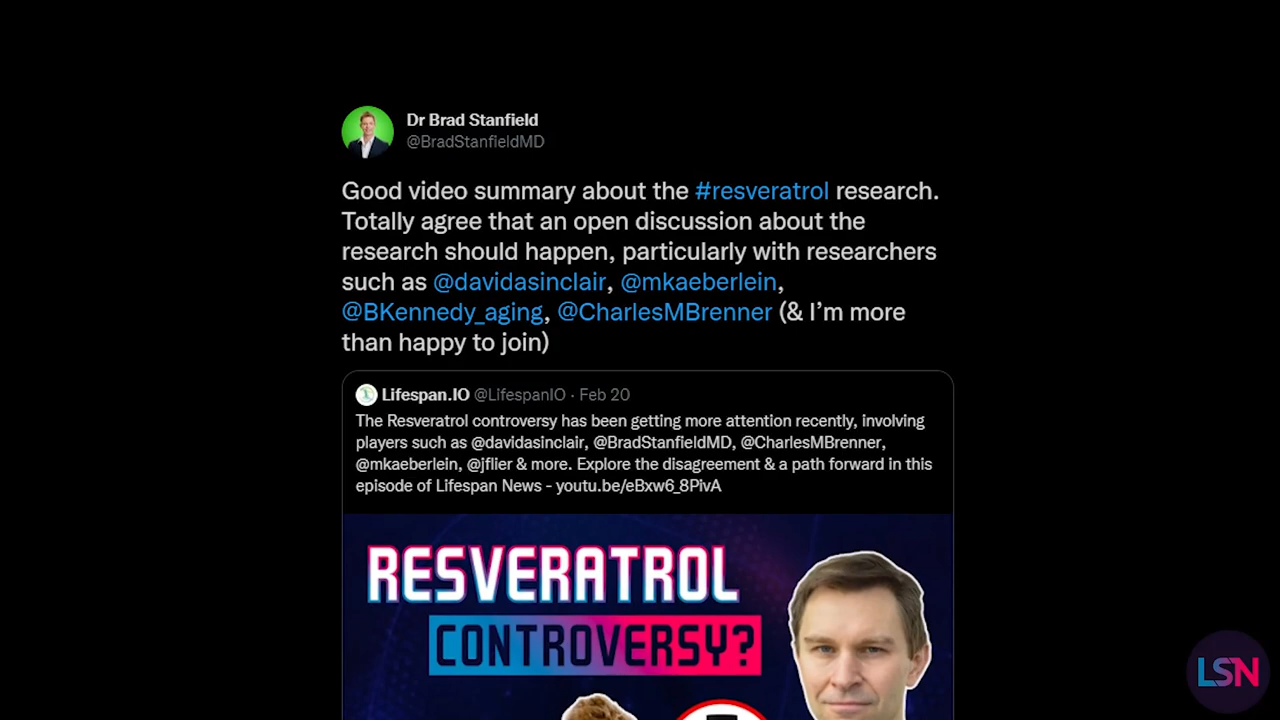 Dr Brad Stanfield
@BradStanfieldMD
Good video summary about the #resveratrol research.
Totally agree that an open discussion about the
research should happen, particularly with researchers
such as @davidasinclair, @mkaeberlein,
@BKennedy_aging, @CharlesMBrenner (& I’m more
than happy to join)
Lifespan.IO @LifespanIO · Feb 20
The Resveratrol controversy has been getting more attention recently, involving
players such as @davidasinclair, @BradStanfieldMD, @CharlesMBrenner,
@mkaeberlein, @jflier & more. Explore the disagreement & a path forward in this
episode of Lifespan News - youtu.be/eBxw6_8PivA
RESVERATROL
CONTROVERSY?
LSN